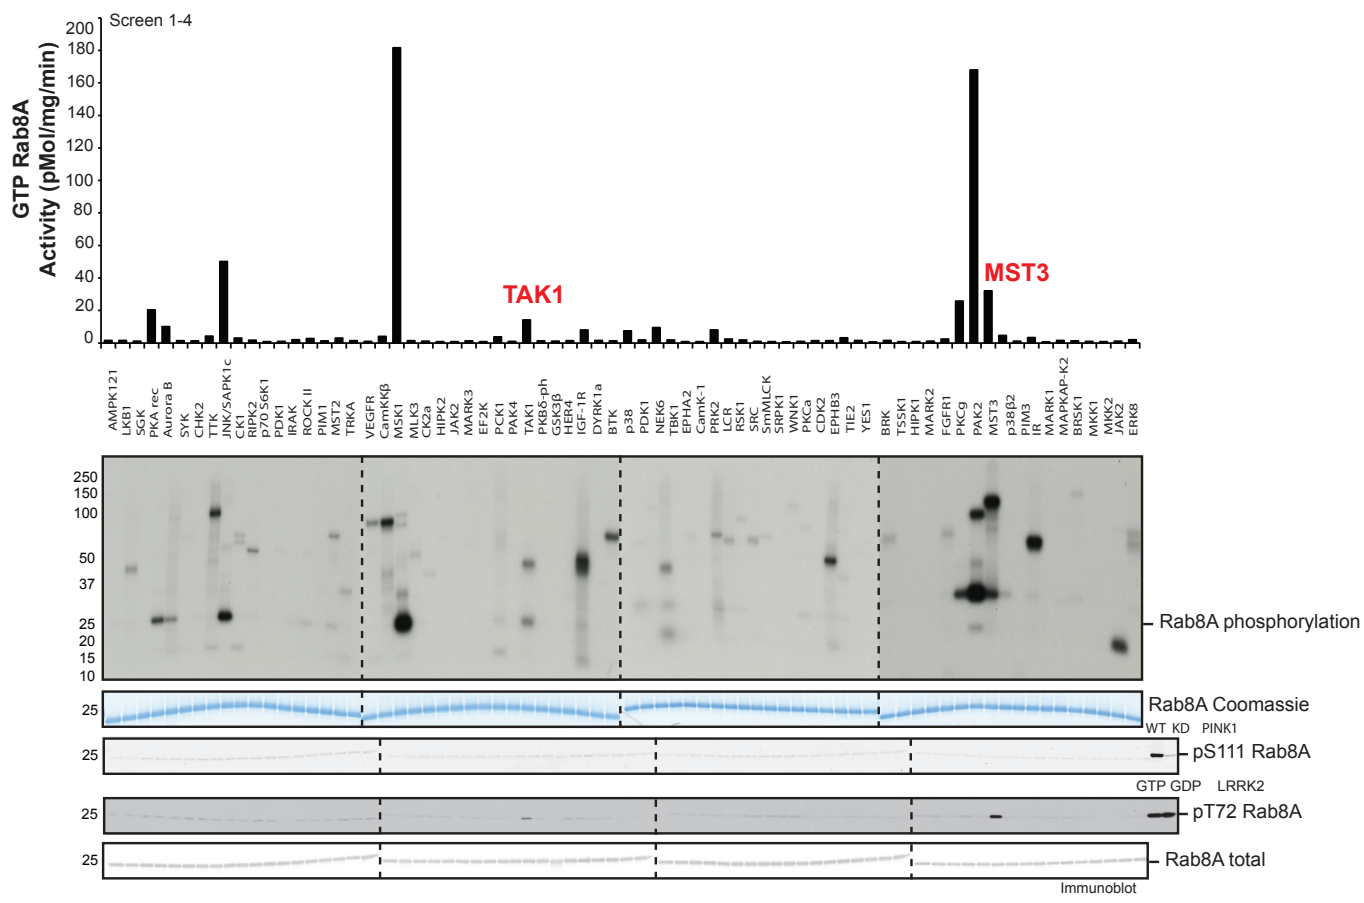 Screen 1-4
GTP Rab8A
Activity (pMol/mg/min)
200
180
160
140
120
100
80
60
40
20
0
TAK1
MST3
AMPK121
LKB1
SGK
PKA rec
Aurora B
SYK
CHK2
TTK
JNK/SAPK1c
CK1
RIPK2
p70 S6K1
PDK1
IRAK
ROCK II
PIM1
MST2
TRKA
VEGFR
CamKKβ
MSK1
MLK3
CK2a
HIPK2
JAK2
MARK3
EF2K
PCK1
PAK4
TAK1
PKBδ-ph
GSK3β
HER4
IGF-1R
DYRK1a
BTK
p38
PDK1
NEK6
TBK1
EPHA2
CamK-1
PRK2
LCR
RSK1
SRC
SmMLCK
SRPK1
WNK1
PKCa
CDK2
EPHB3
TIE2
YES1
BRK
TSSK1
HIPK1
MARK2
FGFR1
PKCg
PAK2
MST3
p38β2
PIM3
IR
MARK1
MAPKAP-K2
BRSK1
MKK1
MKK2
JAK2
ERK8
250
150
100
50
37
25
20
15
10
Rab8A phosphorylation
25
Rab8A Coomassie
WT KD PINK1
25
pS111 Rab8A
GTP GDP LRRK2
25
pT72 Rab8A
25
Rab8A total
Immunoblot